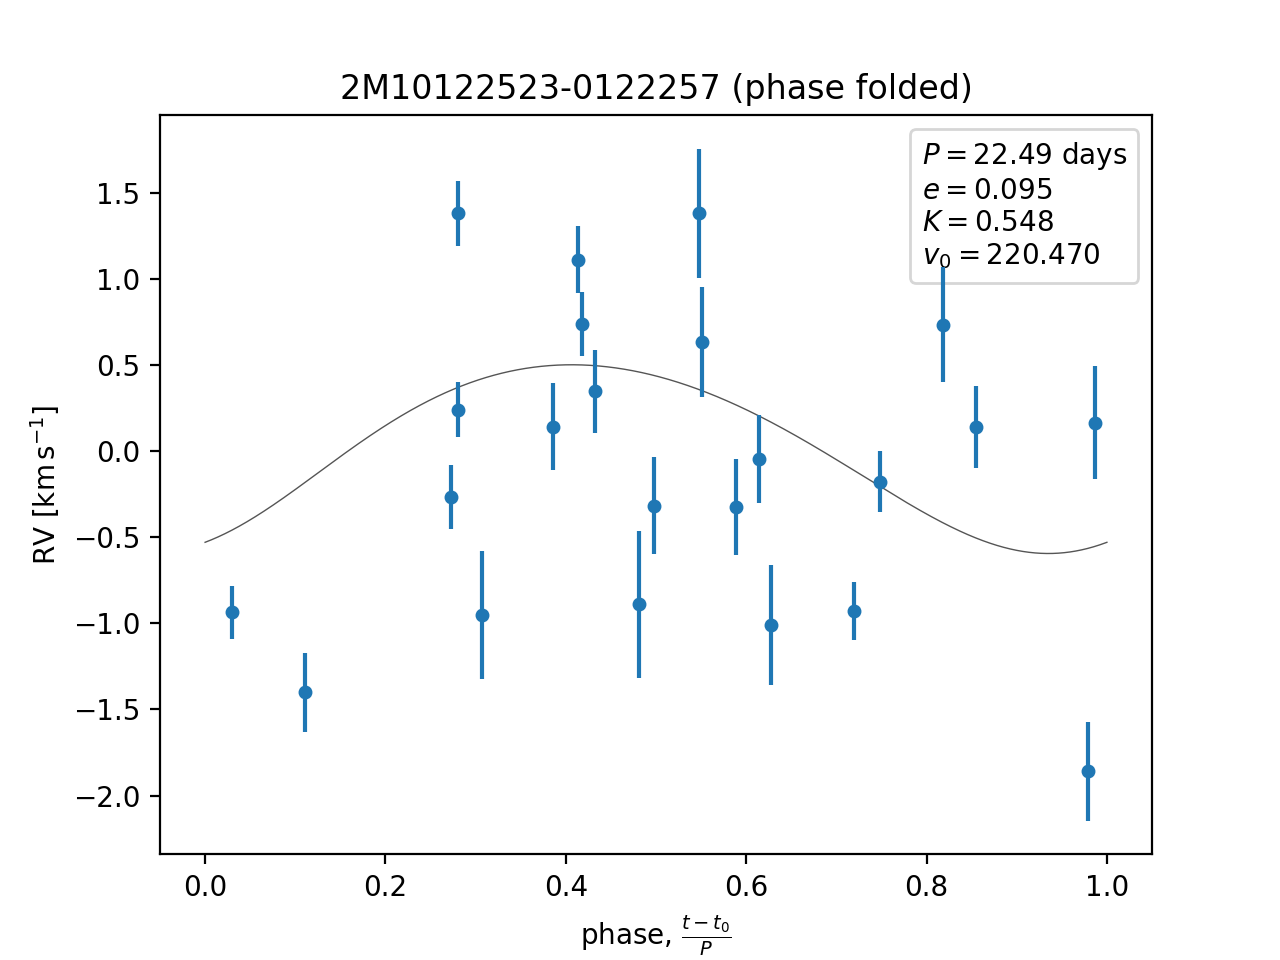 2M10122523-0122257 (phase folded)
P = 22.49 days
e = 0.095
K = 0.548
v₀ = 220.470
RV [km s⁻¹]
1.5
1.0
0.5
0.0
−0.5
−1.0
−1.5
−2.0
0.0 0.2 0.4 0.6 0.8 1.0
phase, (t − t₀)/P